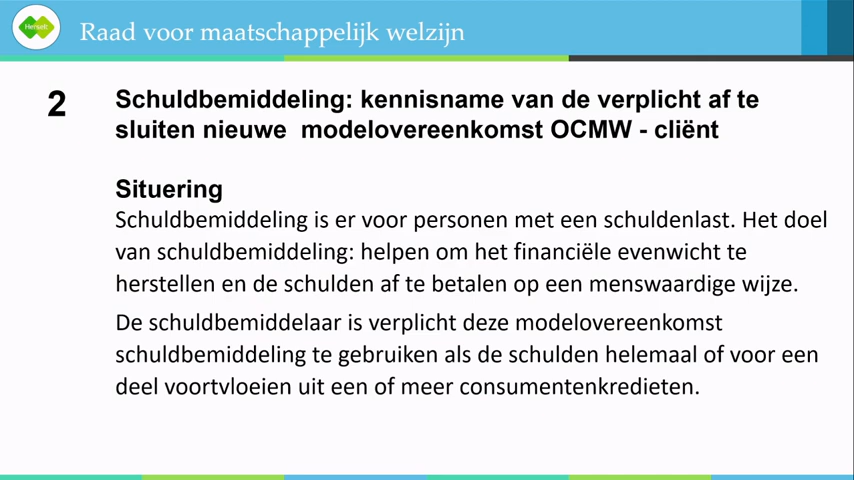 Herselt
Raad voor maatschappelijk welzijn
2
Schuldbemiddeling: kennisname van de verplicht af te
sluiten nieuwe modelovereenkomst OCMW - cliënt
Situering
Schuldbemiddeling is er voor personen met een schuldenlast. Het doel
van schuldbemiddeling: helpen om het financiële evenwicht te
herstellen en de schulden af te betalen op een menswaardige wijze.
De schuldbemiddelaar is verplicht deze modelovereenkomst
schuldbemiddeling te gebruiken als de schulden helemaal of voor een
deel voortvloeien uit een of meer consumentenkredieten.